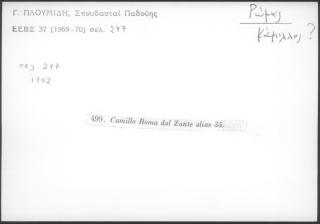 Γ. ΠΛΟΥΜΙΔΗ, Σπουδασταί Παδούης
ΕΕΒΣ 37 (1969-70) σελ. 277
Ρώμας
Κάμιλλος ?
σελ. 277
1702
499. Camillo Roma dal Zante alias 35.